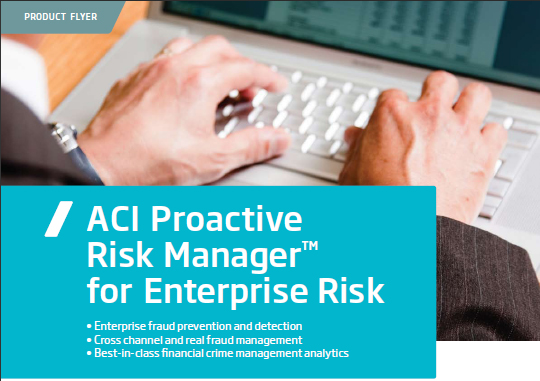 PRODUCT FLYER
ACI Proactive
Risk Manager™
for Enterprise Risk
• Enterprise fraud prevention and detection
• Cross channel and real fraud management
• Best-in-class financial crime management analytics